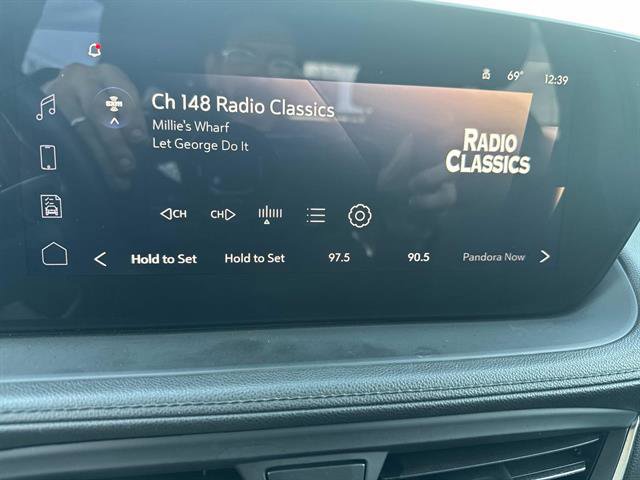 69° 12:39
sxm
Ch 148 Radio Classics
Millie's Wharf
Let George Do It
RADIO
CLASSICS
CH CH
Hold to Set Hold to Set 97.5 90.5 Pandora Now